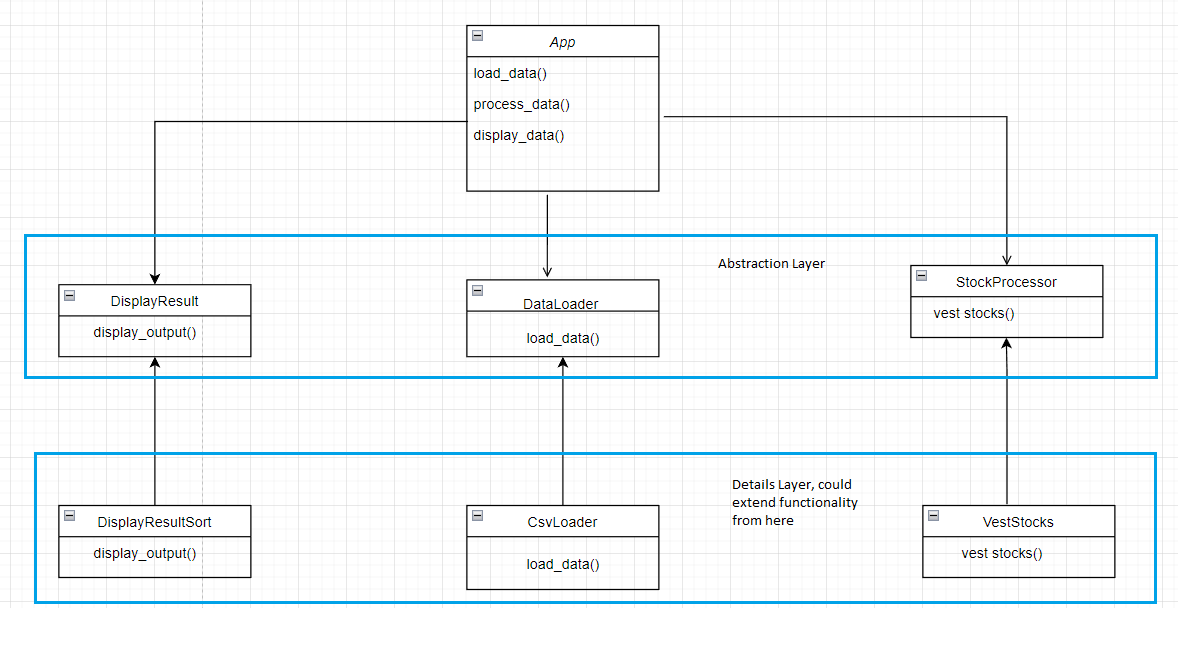 App
load_data()
process_data()
display_data()
Abstraction Layer
DisplayResult
display_output()
DataLoader
load_data()
StockProcessor
vest stocks()
Details Layer, could
extend functionality
from here
DisplayResultSort
display_output()
CsvLoader
load_data()
VestStocks
vest stocks()